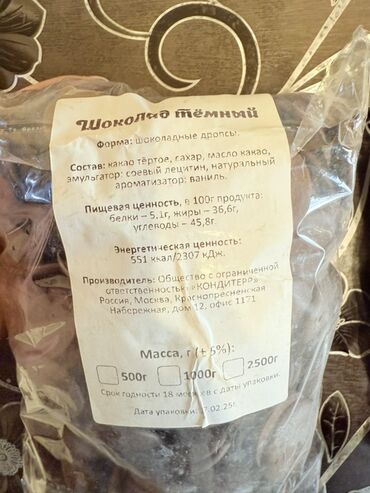 Шоколад тёмный
Форма: шоколадные дропсы.
Состав: какао тёртое, сахар, масло какао,
эмульгатор: соевый лецитин, натуральный
ароматизатор: ваниль.
Пищевая ценность, в 100г продукта:
белки – 5,1г, жиры – 36,6г,
углеводы – 45,8г.
Энергетическая ценность:
551 ккал/2307 кДж.
Производитель: Общество с ограниченной
ответственностью «КОНДИТЕРР»
Россия, Москва, Краснопресненская
Набережная, дом 12, офис 1171
Масса, г (± 5%):
500г 1000г 2500г
Срок годности 18 месяцев с даты упаковки.
Дата упаковки: